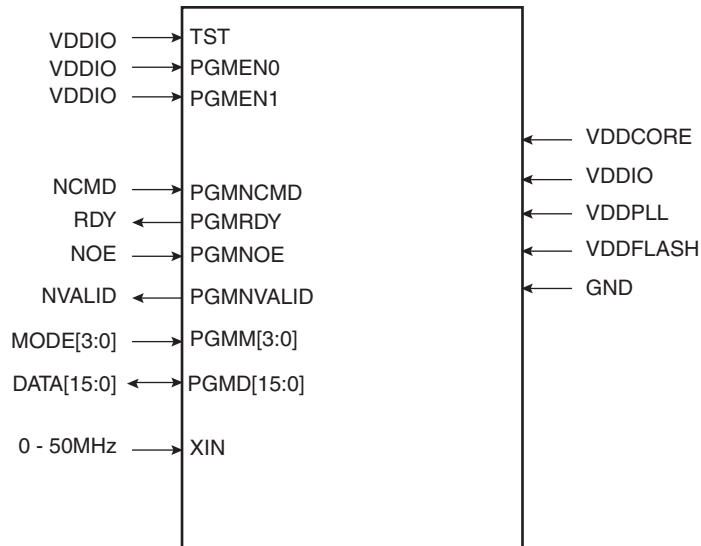 VDDIO TST
VDDIO PGMEN0
VDDIO PGMEN1
VDDCORE
VDDIO
NCMD PGMNCMD
RDY PGMRDY
VDDPLL
NOE PGMNOE
VDDFLASH
NVALID PGMNVALID
GND
MODE[3:0] PGMM[3:0]
DATA[15:0] PGMD[15:0]
0 - 50MHz XIN